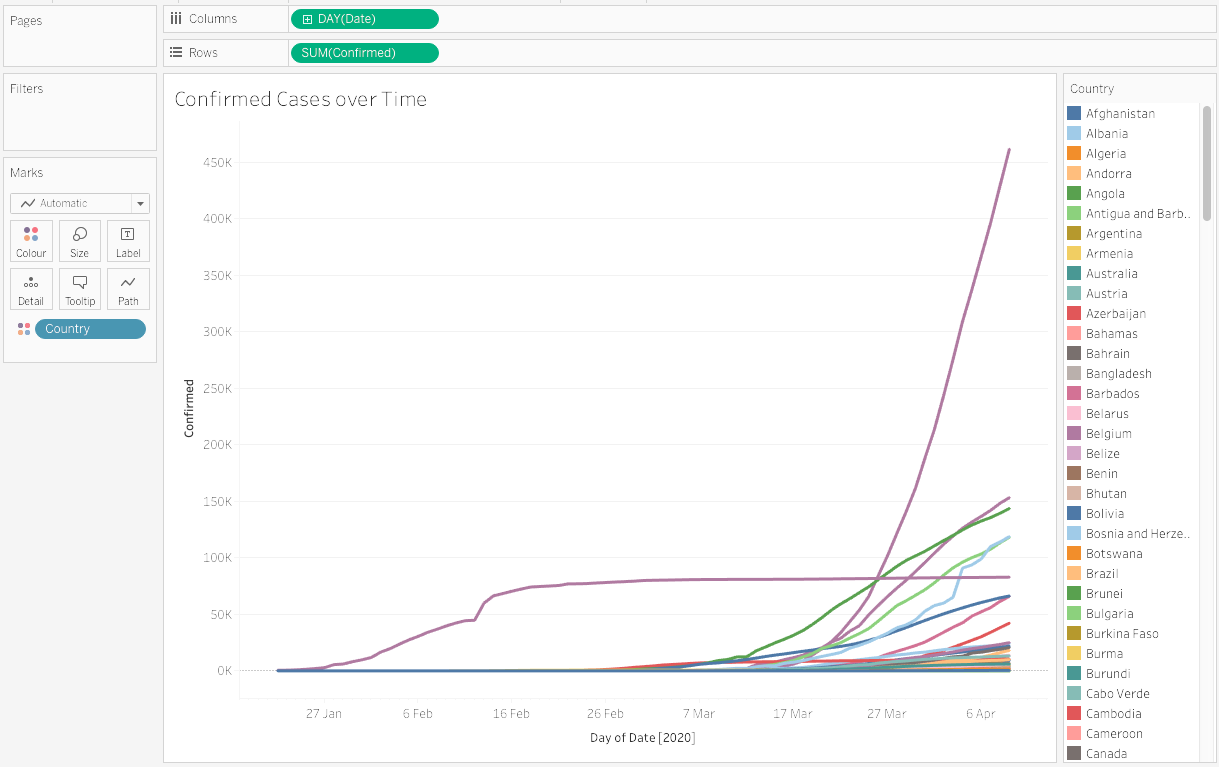 Pages
Columns
DAY(Date)
Rows
SUM(Confirmed)
Filters
Marks
Automatic
Colour
Size
Label
Detail
Tooltip
Path
Country
Confirmed Cases over Time
450K
400K
350K
300K
250K
200K
150K
100K
50K
0K
Confirmed
27 Jan
6 Feb
16 Feb
26 Feb
7 Mar
17 Mar
27 Mar
6 Apr
Day of Date [2020]
Country
Afghanistan
Albania
Algeria
Andorra
Angola
Antigua and Barb..
Argentina
Armenia
Australia
Austria
Azerbaijan
Bahamas
Bahrain
Bangladesh
Barbados
Belarus
Belgium
Belize
Benin
Bhutan
Bolivia
Bosnia and Herze..
Botswana
Brazil
Brunei
Bulgaria
Burkina Faso
Burma
Burundi
Cabo Verde
Cambodia
Cameroon
Canada